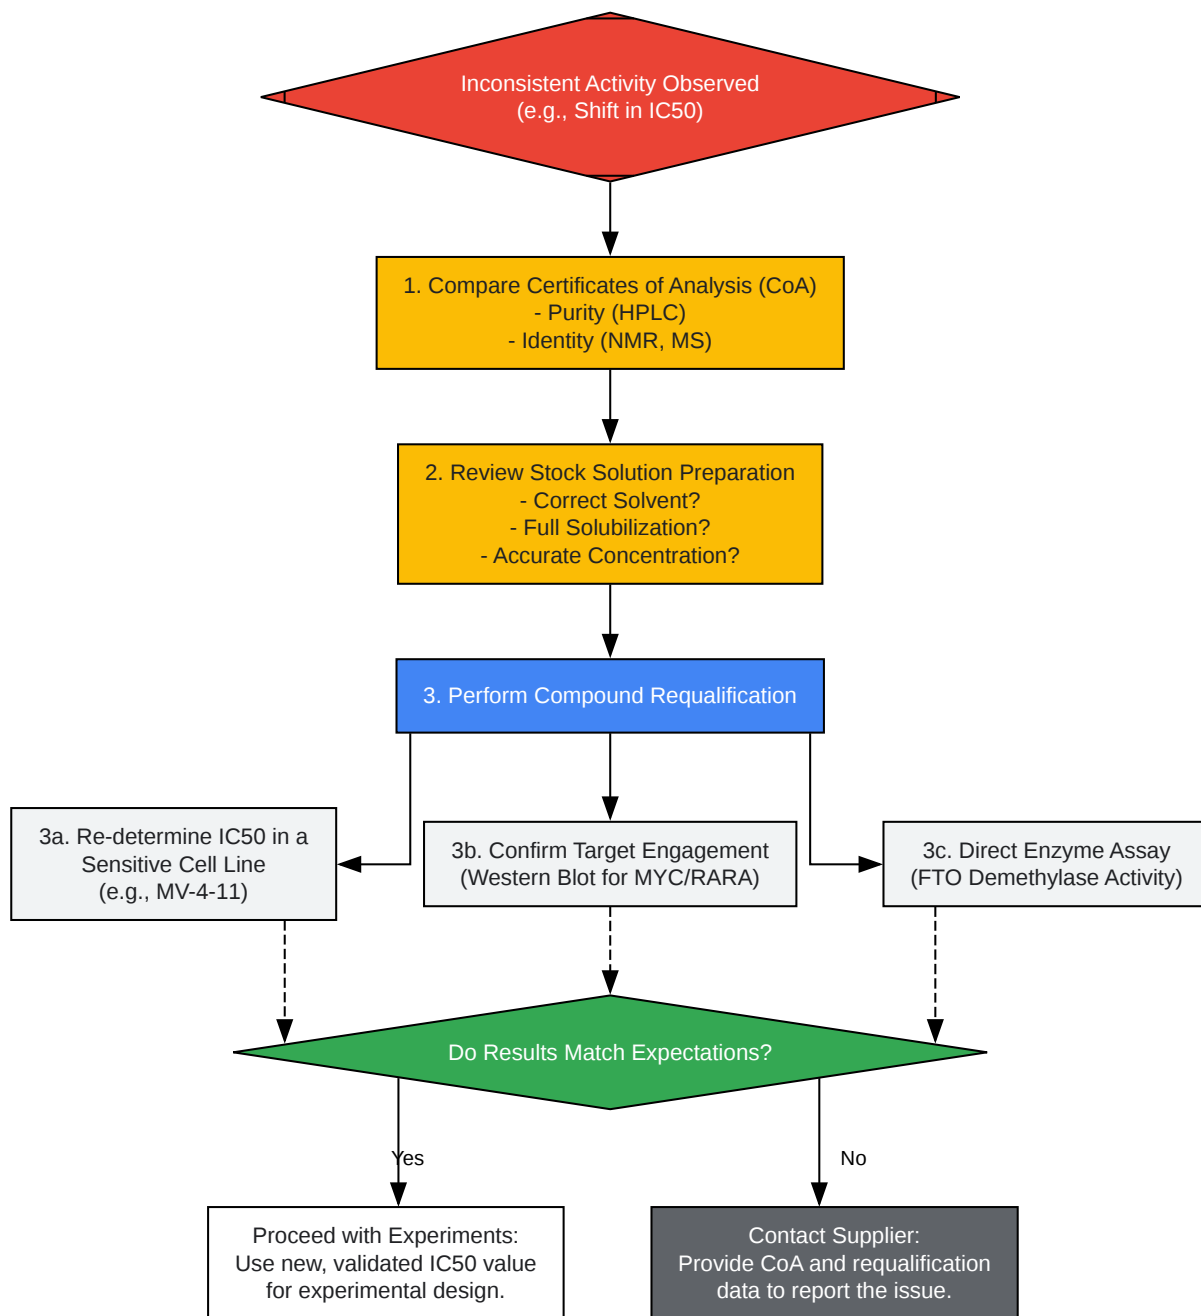 Inconsistent Activity Observed
(e.g., Shift in IC50)
1. Compare Certificates of Analysis (CoA)
- Purity (HPLC)
- Identity (NMR, MS)
2. Review Stock Solution Preparation
- Correct Solvent?
- Full Solubilization?
- Accurate Concentration?
3. Perform Compound Requalification
3a. Re-determine IC50 in a
Sensitive Cell Line
(e.g., MV-4-11)
3b. Confirm Target Engagement
(Western Blot for MYC/RARA)
3c. Direct Enzyme Assay
(FTO Demethylase Activity)
Do Results Match Expectations?
Yes
No
Proceed with Experiments:
Use new, validated IC50 value
for experimental design.
Contact Supplier:
Provide CoA and requalification
data to report the issue.